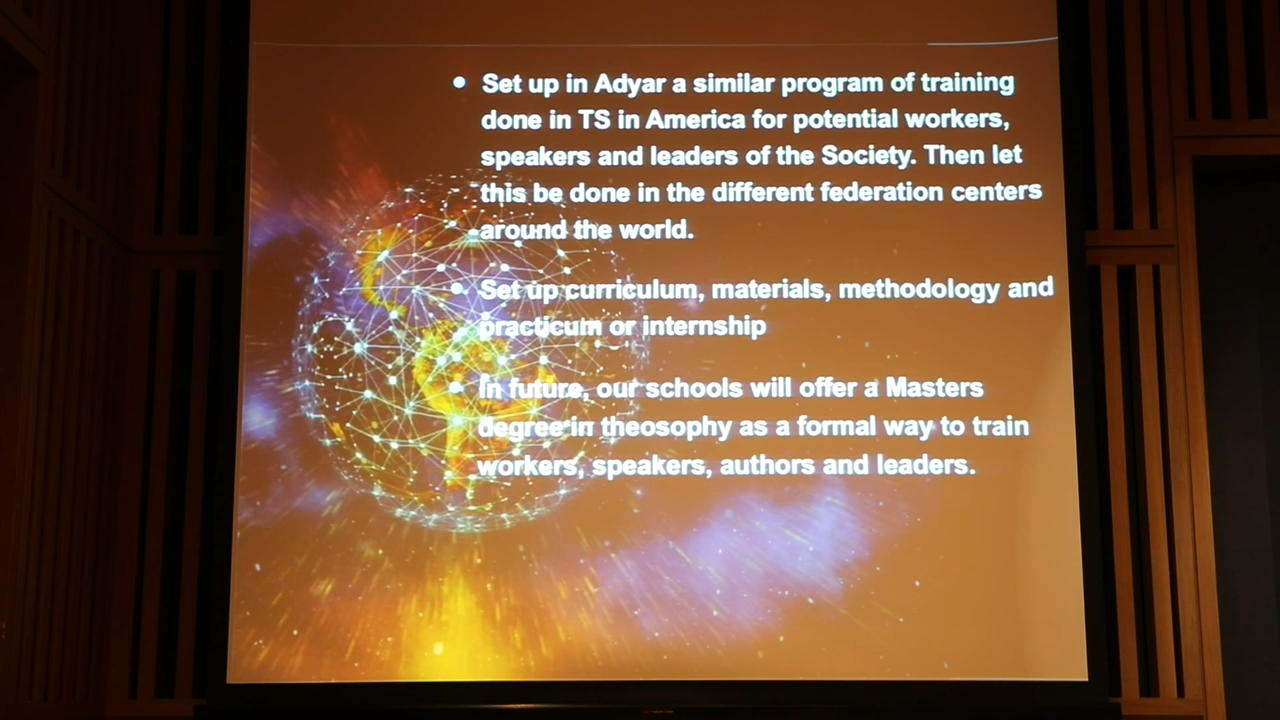 • Set up in Adyar a similar program of training
done in TS in America for potential workers,
speakers and leaders of the Society. Then let
this be done in the different federation centers
around the world.
• Set up curriculum, materials, methodology and
practicum or internship
• In future, our schools will offer a Masters
degree in theosophy as a formal way to train
workers, speakers, authors and leaders.